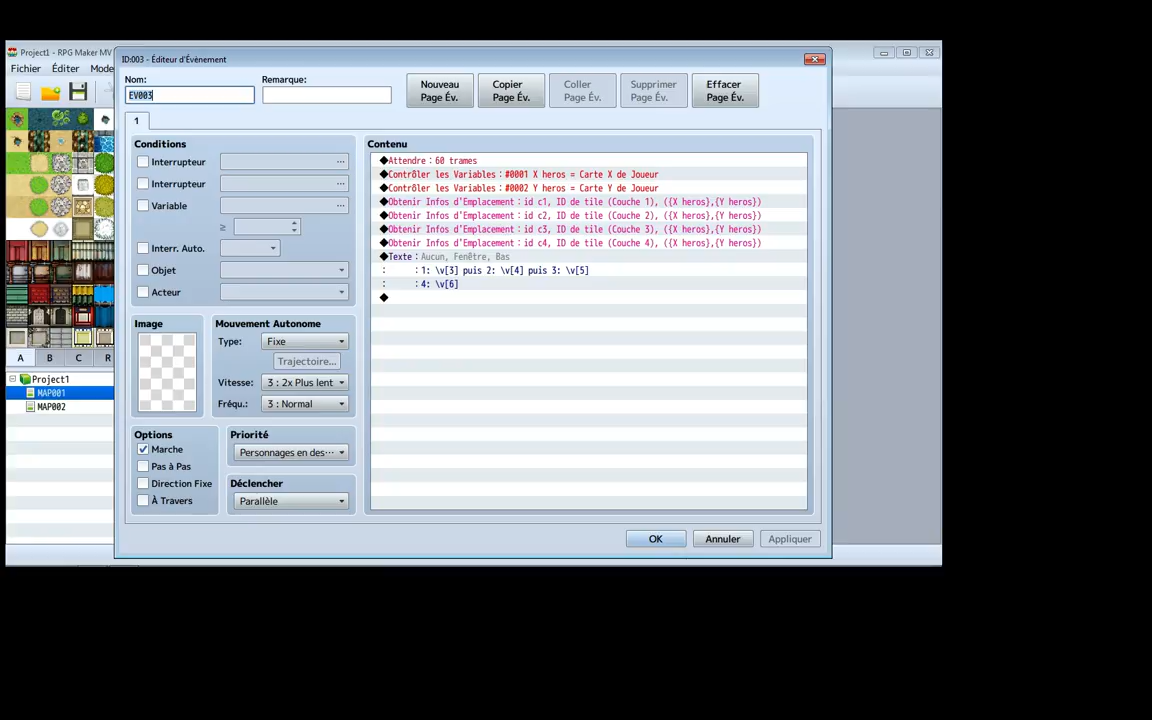 Project1 - RPG Maker MV
ID:003 - Éditeur d'Évènement
Fichier Éditer Mode
Nom:
EV003
Remarque:
Nouveau
Page Év.
Copier
Page Év.
Coller
Page Év.
Supprimer
Page Év.
Effacer
Page Év.
1
Conditions
Interrupteur ...
Interrupteur ...
Variable ...
≥
Interr. Auto.
Objet
Acteur
Image
Mouvement Autonome
Type: Fixe
Trajectoire...
Vitesse: 3 : 2x Plus lent
Fréqu.: 3 : Normal
Options
Marche
Pas à Pas
Direction Fixe
À Travers
Priorité
Personnages en des···
Déclencher
Parallèle
Contenu
◆Attendre : 60 trames
◆Contrôler les Variables : #0001 X heros = Carte X de Joueur
◆Contrôler les Variables : #0002 Y heros = Carte Y de Joueur
◆Obtenir Infos d'Emplacement : id c1, ID de tile (Couche 1), ({X heros},{Y heros})
◆Obtenir Infos d'Emplacement : id c2, ID de tile (Couche 2), ({X heros},{Y heros})
◆Obtenir Infos d'Emplacement : id c3, ID de tile (Couche 3), ({X heros},{Y heros})
◆Obtenir Infos d'Emplacement : id c4, ID de tile (Couche 4), ({X heros},{Y heros})
◆Texte : Aucun, Fenêtre, Bas
: : 1: \v[3] puis 2: \v[4] puis 3: \v[5]
: : 4: \v[6]
◆
A B C R
Project1
MAP001
MAP002
OK
Annuler
Appliquer